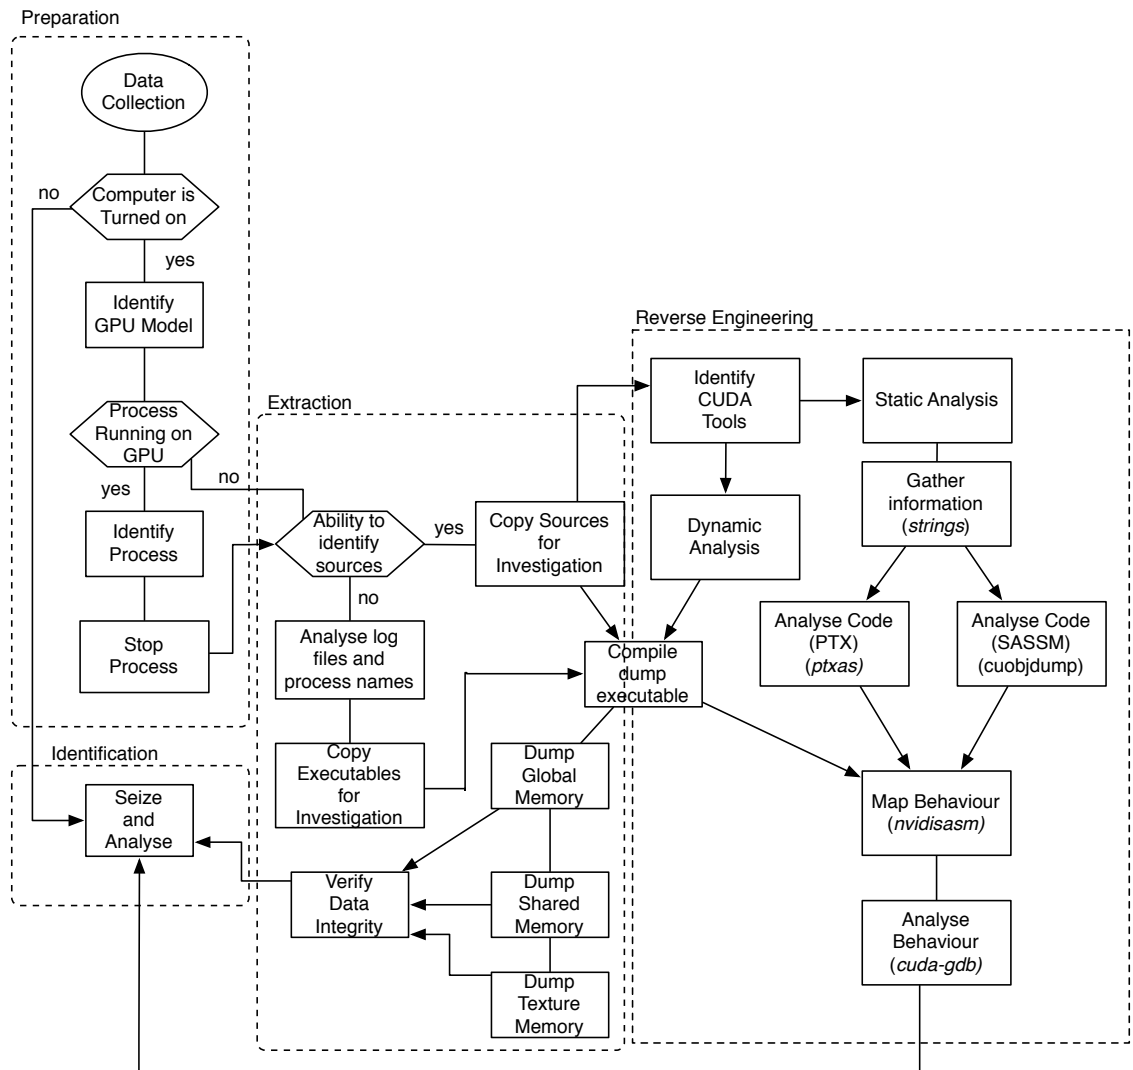 Preparation
Data
Collection
no
Computer is
Turned on
yes
Identify
GPU Model
Process
Running on
GPU
no
yes
Identify
Process
Stop
Process
Identification
Seize
and
Analyse
Extraction
Ability to
identify
sources
yes
Copy Sources
for
Investigation
no
Analyse log
files and
process names
Copy
Executables
for
Investigation
Compile
dump
executable
Dump
Global
Memory
Verify
Data
Integrity
Dump
Shared
Memory
Dump
Texture
Memory
Reverse Engineering
Identify
CUDA
Tools
Static Analysis
Dynamic
Analysis
Gather
information
(strings)
Analyse Code
(PTX)
(ptxas)
Analyse Code
(SASSM)
(cuobjdump)
Map Behaviour
(nvidisasm)
Analyse
Behaviour
(cuda-gdb)